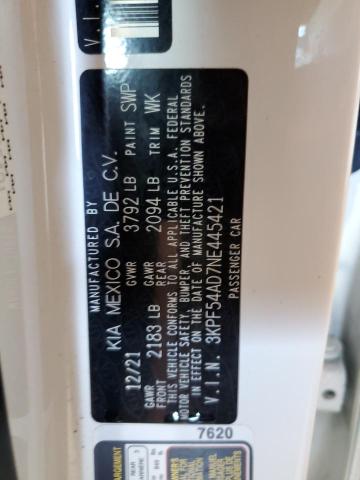 V.I.
MANUFACTURED BY
KIA MEXICO S.A. DE C.V.
12/21 GVWR 3792 LB PAINT SWP
GAWR FRONT 2183 LB GAWR REAR 2094 LB TRIM WK
THIS VEHICLE CONFORMS TO ALL APPLICABLE U.S.A. FEDERAL
MOTOR VEHICLE SAFETY, BUMPER, AND THEFT PREVENTION STANDARDS
IN EFFECT ON THE DATE OF MANUFACTURE SHOWN ABOVE.
V.I.N. 3KPF54AD7NE445421
PASSENGER CAR
7620
REAR 3